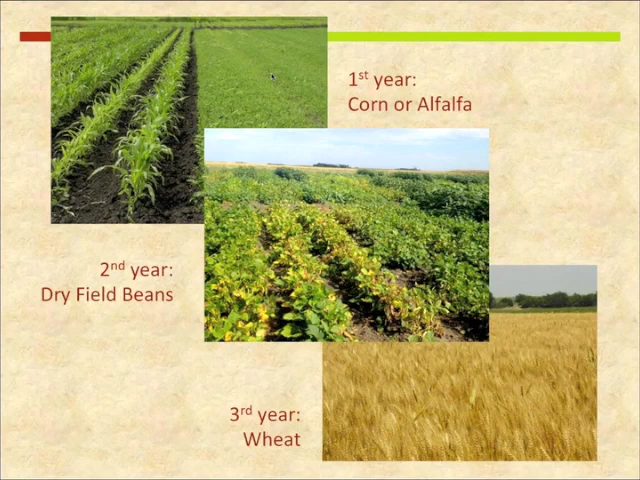 1st year:
Corn or Alfalfa
2nd year:
Dry Field Beans
3rd year:
Wheat